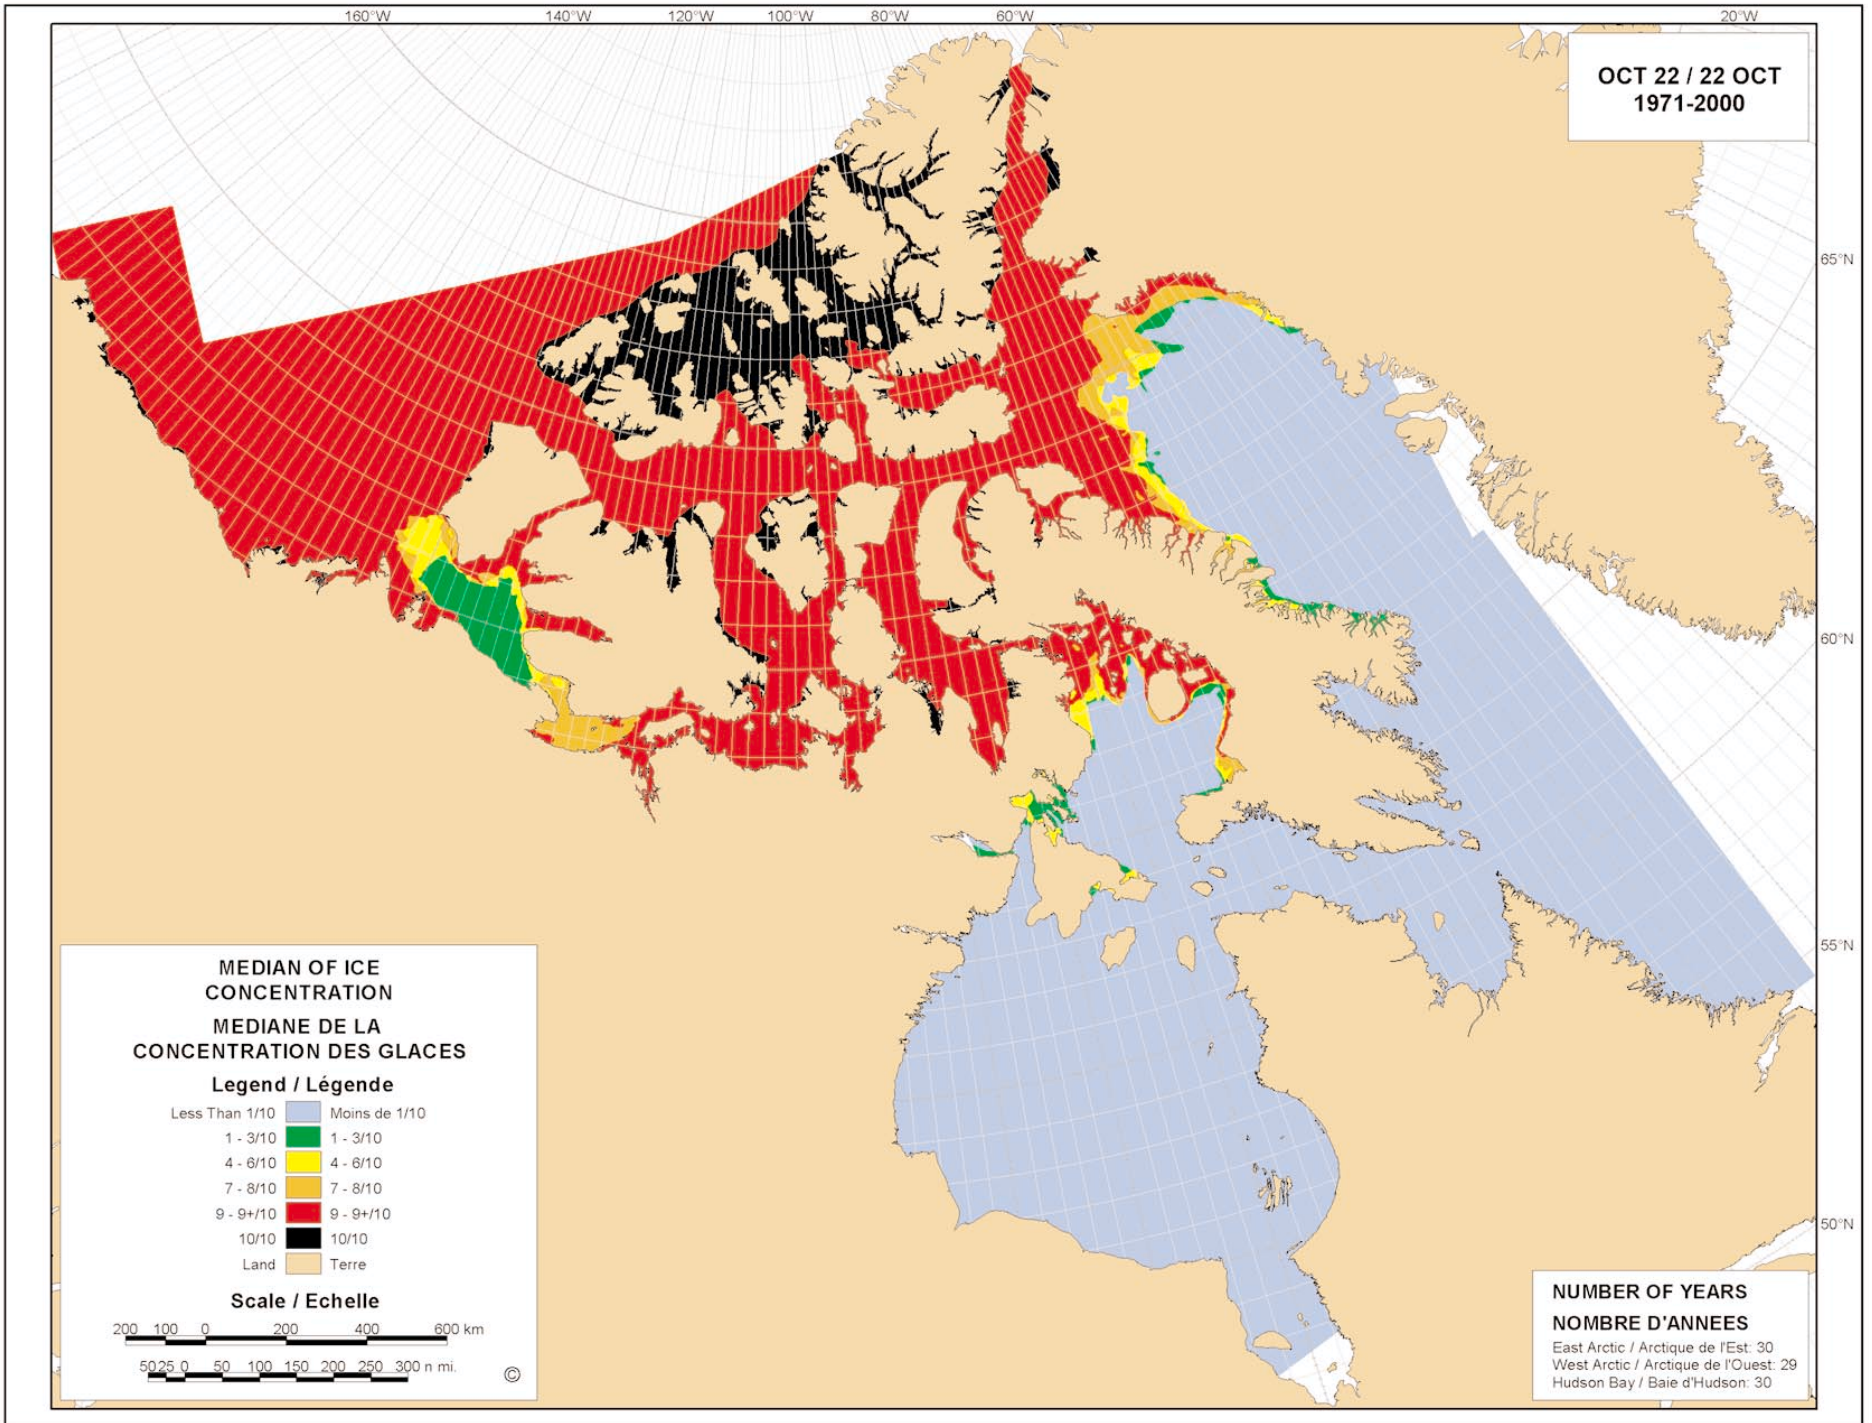 160°W 140°W 120°W 100°W 80°W 60°W 20°W
OCT 22 / 22 OCT
1971-2000
65°N
60°N
55°N
50°N
MEDIAN OF ICE
CONCENTRATION
MEDIANE DE LA
CONCENTRATION DES GLACES
Legend / Légende
Less Than 1/10 Moins de 1/10
1 - 3/10 1 - 3/10
4 - 6/10 4 - 6/10
7 - 8/10 7 - 8/10
9 - 9+/10 9 - 9+/10
10/10 10/10
Land Terre
Scale / Echelle
200 100 0 200 400 600 km
50 25 0 50 100 150 200 250 300 n mi.
©
NUMBER OF YEARS
NOMBRE D'ANNEES
East Arctic / Arctique de l'Est: 30
West Arctic / Arctique de l'Ouest: 29
Hudson Bay / Baie d'Hudson: 30